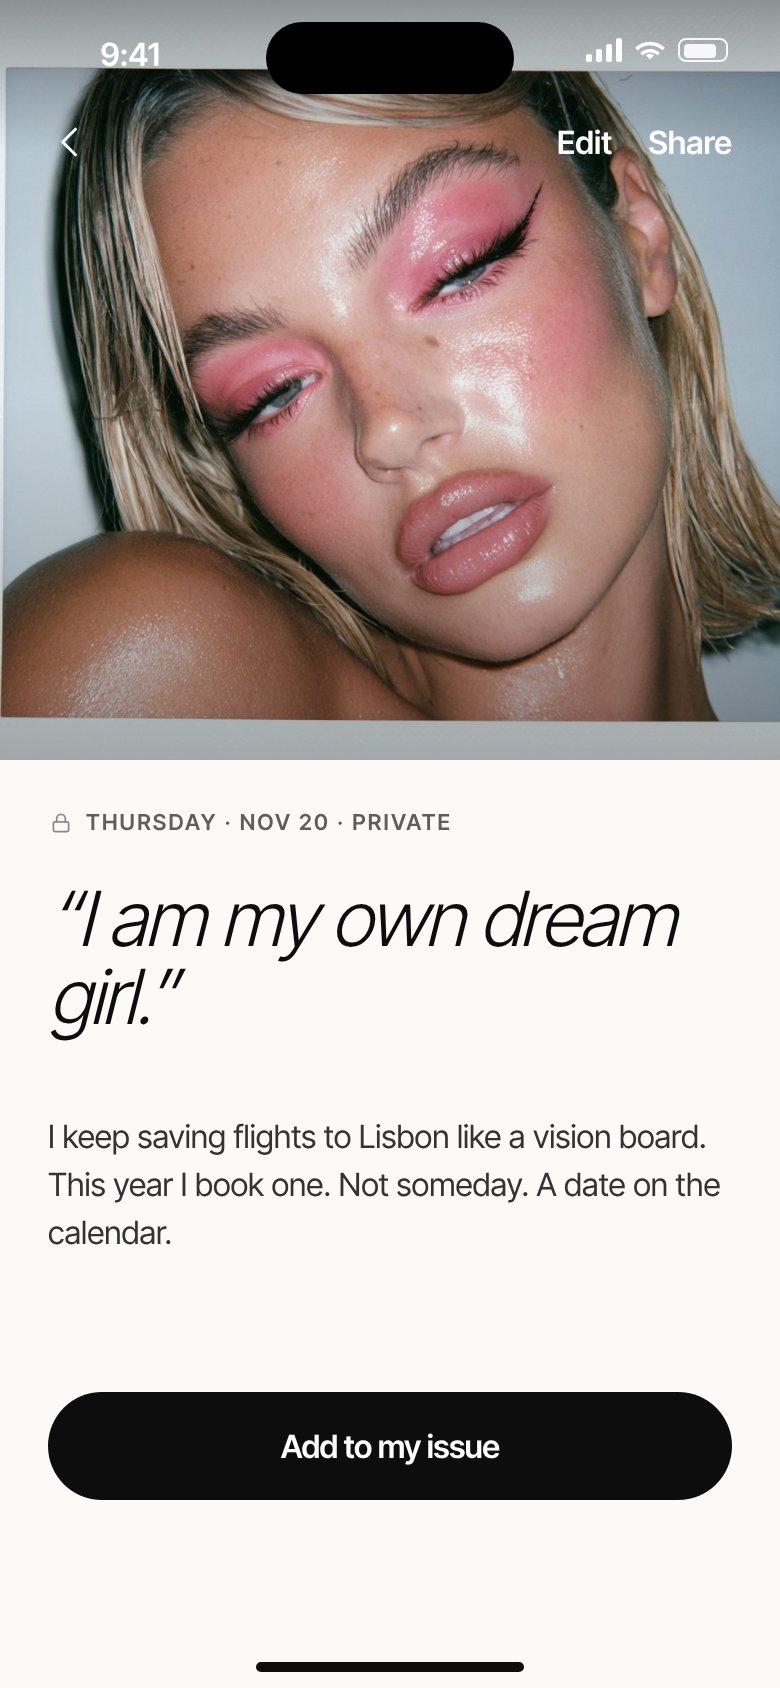 9:41
Edit Share
THURSDAY · NOV 20 · PRIVATE
“I am my own dream
girl.”
I keep saving flights to Lisbon like a vision board.
This year I book one. Not someday. A date on the
calendar.
Add to my issue